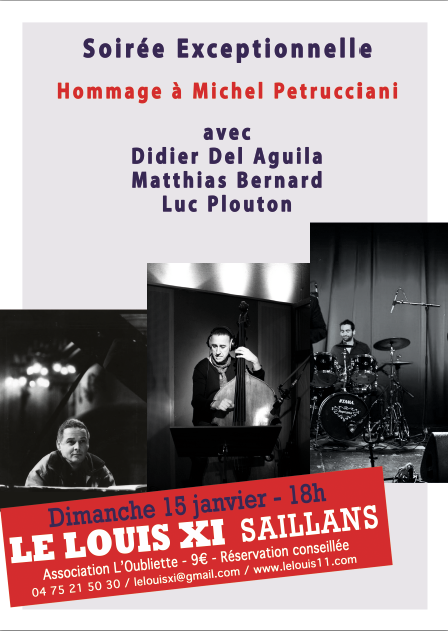 Soirée Exceptionnelle
Hommage à Michel Petrucciani
avec
Didier Del Aguila
Matthias Bernard
Luc Plouton
TAMA
Dimanche 15 janvier - 18h
LE LOUIS XI SAILLANS
Association L'Oubliette - 9€ - Réservation conseillée
04 75 21 50 30 / lelouisxi@gmail.com / www.lelouis11.com